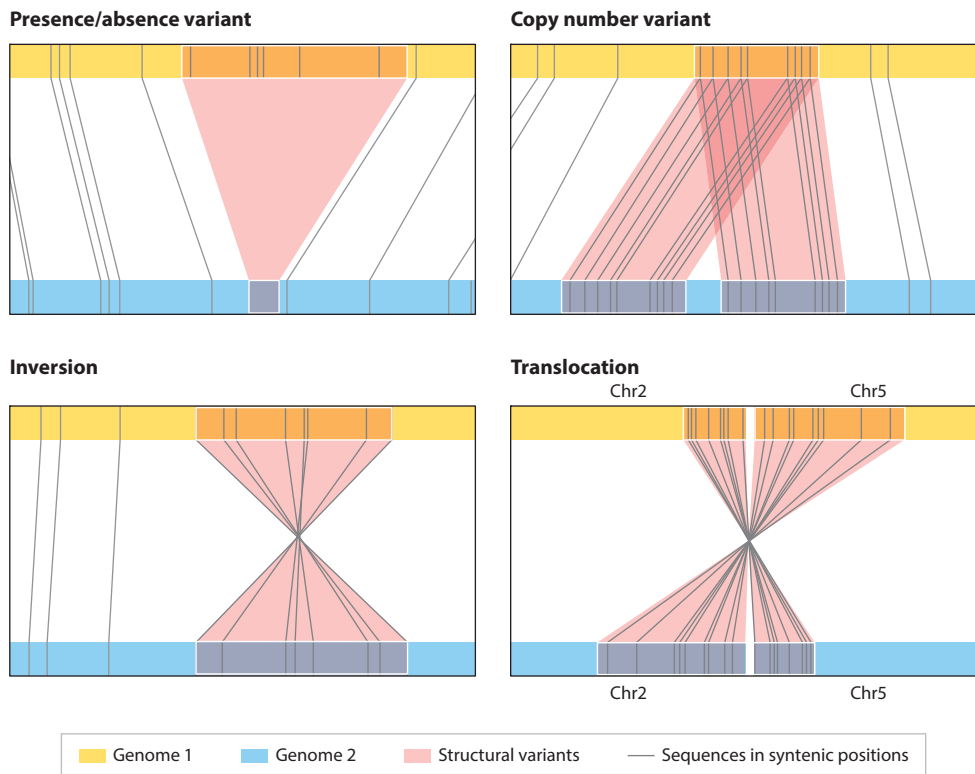 Presence/absence variant
Copy number variant
Inversion
Translocation
Chr2
Chr5
Chr2
Chr5
Genome 1
Genome 2
Structural variants
Sequences in syntenic positions